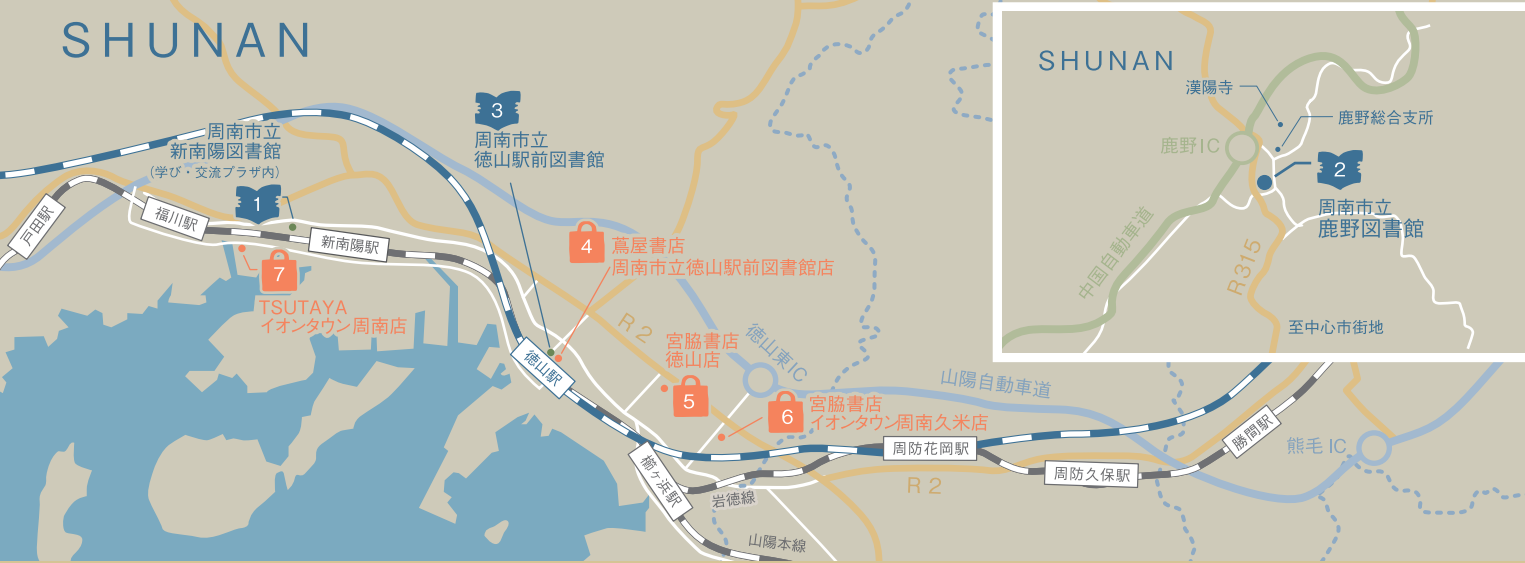 SHUNAN
周南市立
新南陽図書館
(学び・交流プラザ内)
1
3
周南市立
徳山駅前図書館
戸田駅
福川駅
新南陽駅
7
TSUTAYA
イオンタウン周南店
4
蔦屋書店
周南市立徳山駅前図書館店
R2
徳山駅
宮脇書店
徳山店
5
徳山東IC
6
宮脇書店
イオンタウン周南久米店
山陽自動車道
櫛ヶ浜駅
岩徳線
山陽本線
周防花岡駅
R2
周防久保駅
勝間駅
熊毛IC
SHUNAN
漢陽寺
鹿野総合支所
鹿野IC
2
周南市立
鹿野図書館
中国自動車道
R315
至中心市街地